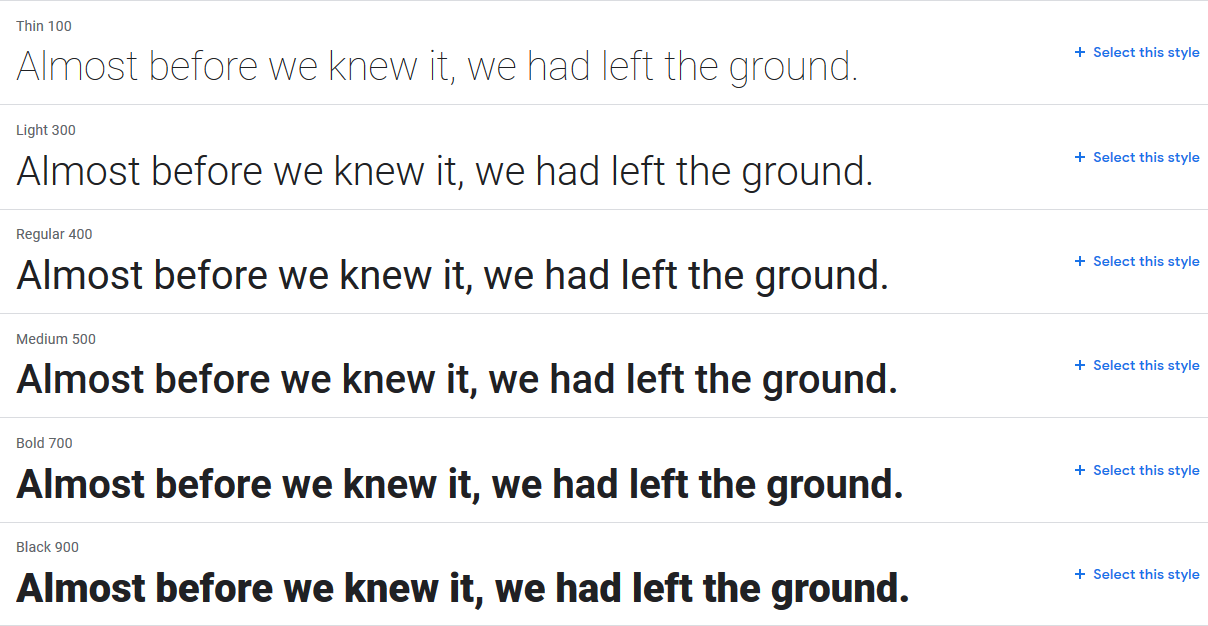 Thin 100
Almost before we knew it, we had left the ground.
+ Select this style
Light 300
Almost before we knew it, we had left the ground.
+ Select this style
Regular 400
Almost before we knew it, we had left the ground.
+ Select this style
Medium 500
Almost before we knew it, we had left the ground.
+ Select this style
Bold 700
Almost before we knew it, we had left the ground.
+ Select this style
Black 900
Almost before we knew it, we had left the ground.
+ Select this style